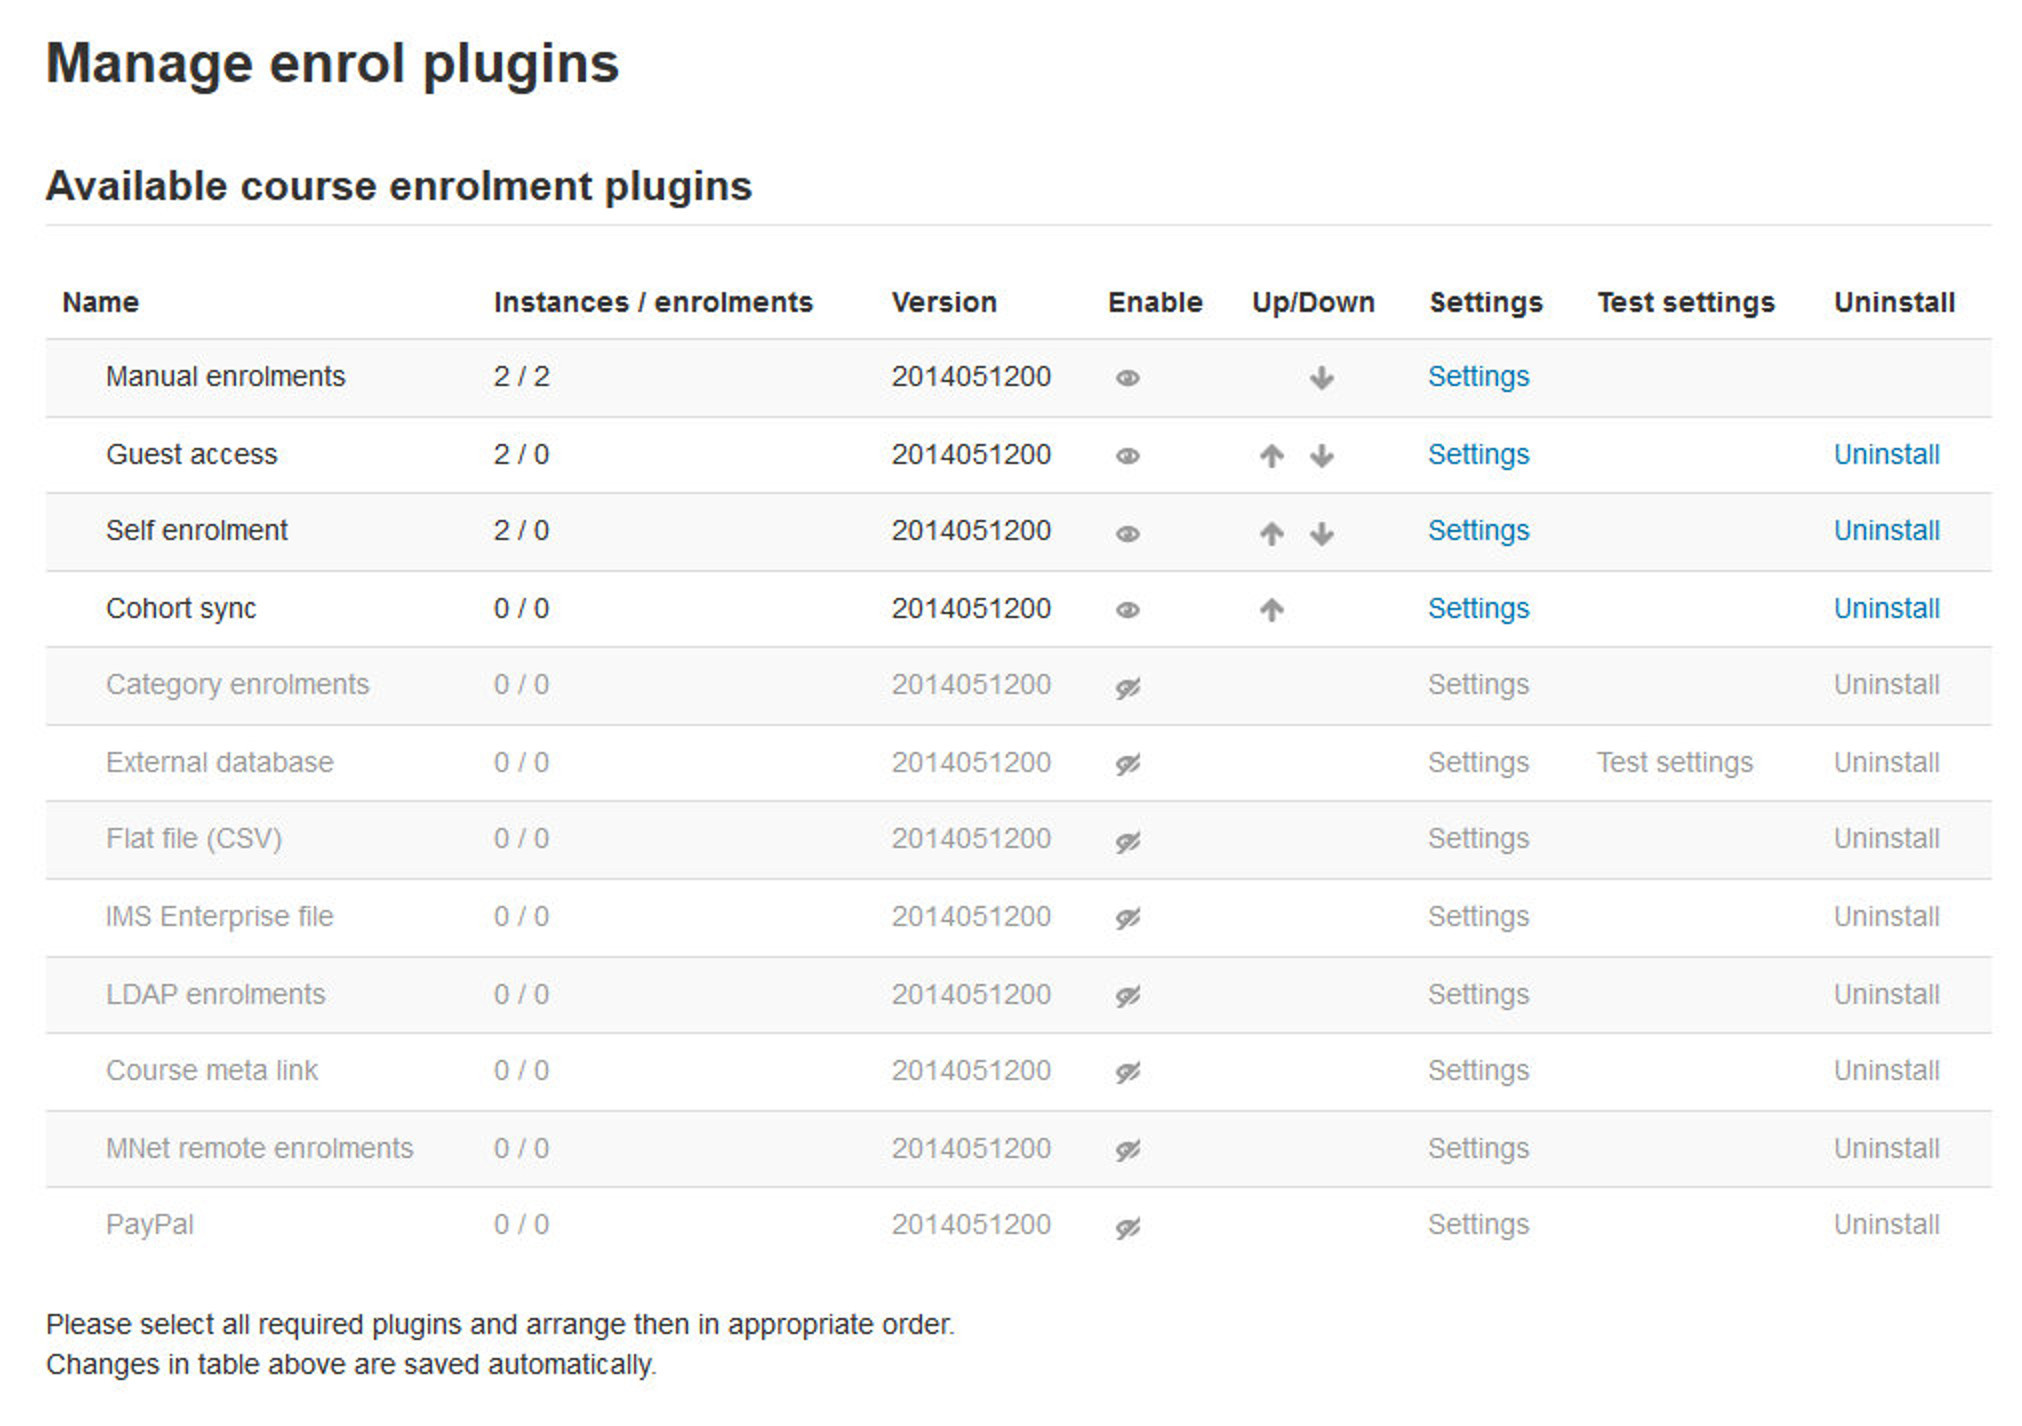 Manage enrol plugins
Available course enrolment plugins
Name Instances / enrolments Version Enable Up/Down Settings Test settings Uninstall
Manual enrolments 2 / 2 2014051200 Settings
Guest access 2 / 0 2014051200 Settings Uninstall
Self enrolment 2 / 0 2014051200 Settings Uninstall
Cohort sync 0 / 0 2014051200 Settings Uninstall
Category enrolments 0 / 0 2014051200 Settings Uninstall
External database 0 / 0 2014051200 Settings Test settings Uninstall
Flat file (CSV) 0 / 0 2014051200 Settings Uninstall
IMS Enterprise file 0 / 0 2014051200 Settings Uninstall
LDAP enrolments 0 / 0 2014051200 Settings Uninstall
Course meta link 0 / 0 2014051200 Settings Uninstall
MNet remote enrolments 0 / 0 2014051200 Settings Uninstall
PayPal 0 / 0 2014051200 Settings Uninstall
Please select all required plugins and arrange then in appropriate order.
Changes in table above are saved automatically.